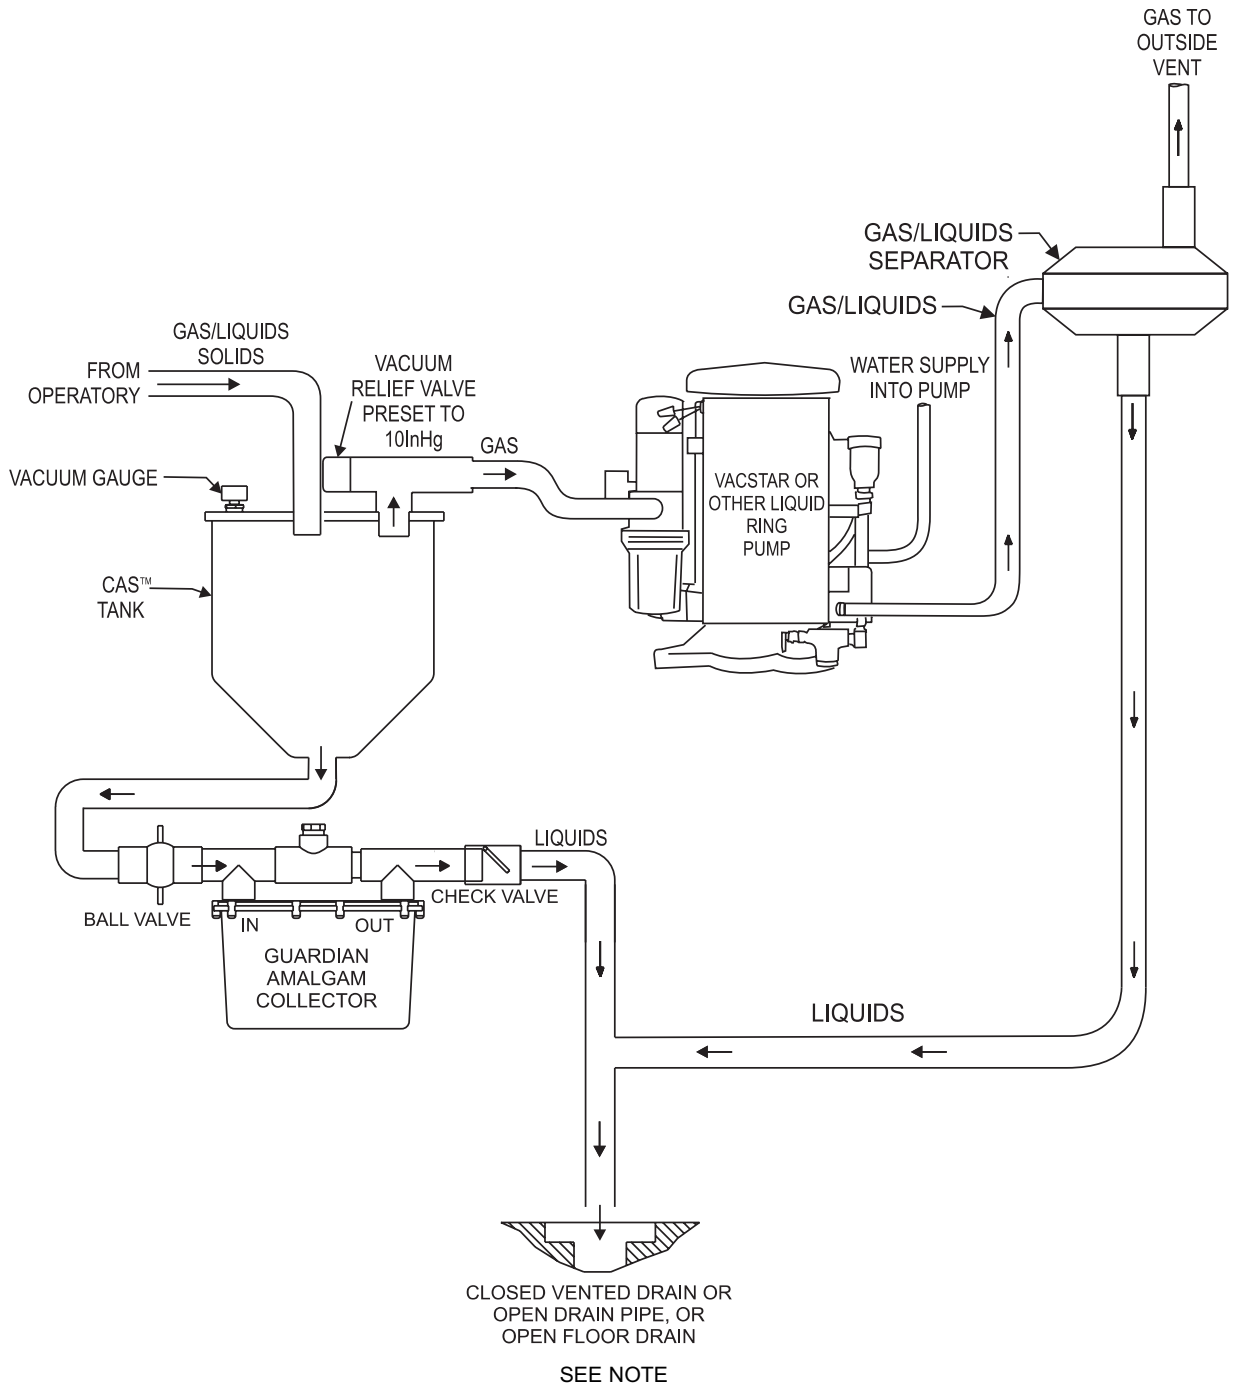 GAS TO
OUTSIDE
VENT
GAS/LIQUIDS
SEPARATOR
GAS/LIQUIDS
GAS/LIQUIDS
SOLIDS
FROM
OPERATORY
VACUUM
RELIEF VALVE
PRESET TO
10InHg
GAS
WATER SUPPLY
INTO PUMP
VACUUM GAUGE
VACSTAR OR
OTHER LIQUID
RING
PUMP
CAS™
TANK
LIQUIDS
BALL VALVE
IN
OUT
CHECK VALVE
GUARDIAN
AMALGAM
COLLECTOR
LIQUIDS
CLOSED VENTED DRAIN OR
OPEN DRAIN PIPE, OR
OPEN FLOOR DRAIN
SEE NOTE